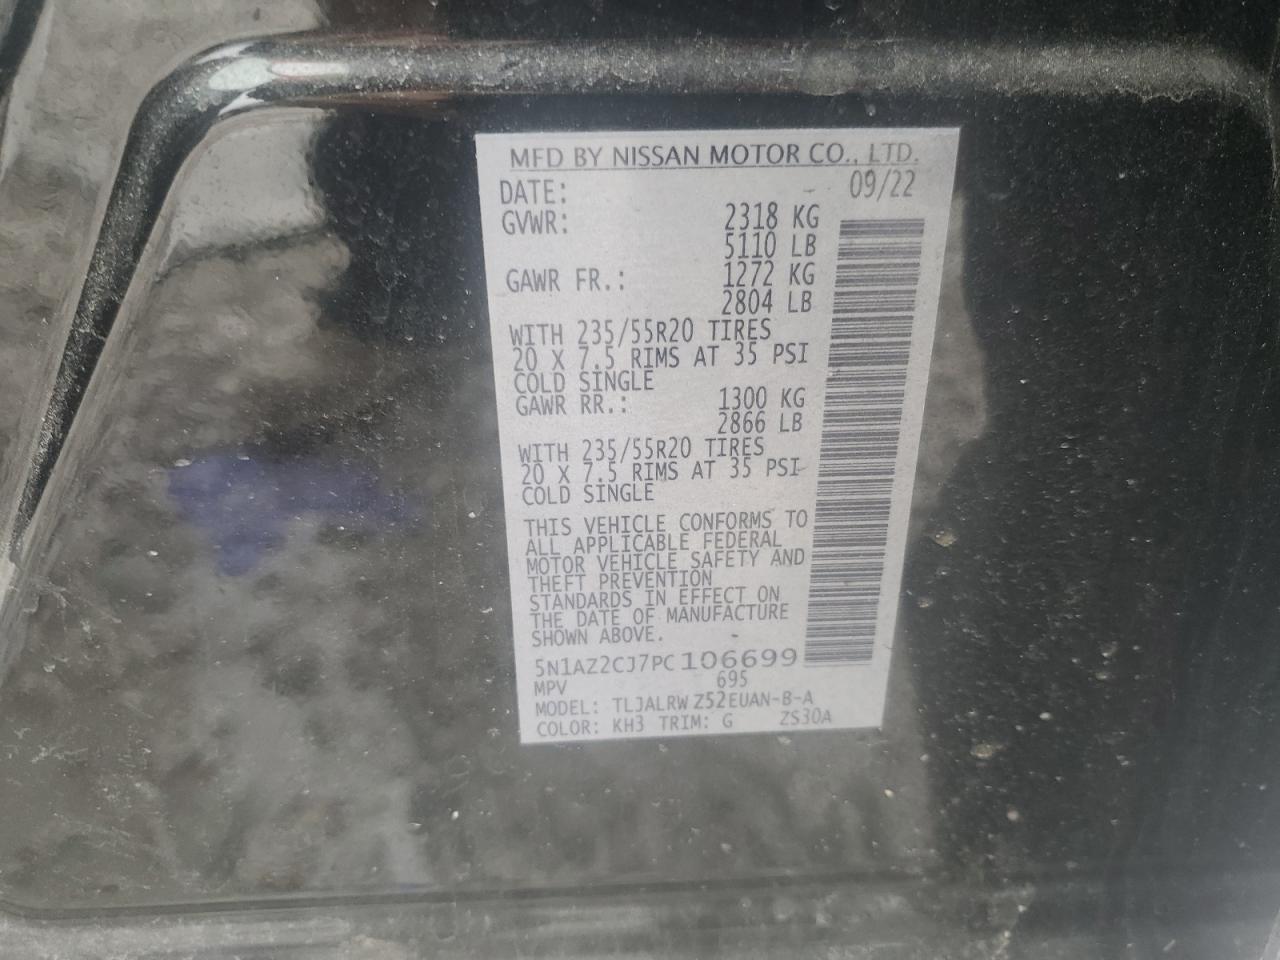 MFD BY NISSAN MOTOR CO., LTD.
DATE: 09/22
GVWR: 2318 KG
5110 LB
GAWR FR.: 1272 KG
2804 LB
WITH 235/55R20 TIRES
20 X 7.5 RIMS AT 35 PSI
COLD SINGLE
GAWR RR.: 1300 KG
2866 LB
WITH 235/55R20 TIRES
20 X 7.5 RIMS AT 35 PSI
COLD SINGLE
THIS VEHICLE CONFORMS TO
ALL APPLICABLE FEDERAL
MOTOR VEHICLE SAFETY AND
THEFT PREVENTION
STANDARDS IN EFFECT ON
THE DATE OF MANUFACTURE
SHOWN ABOVE.
5N1AZ2CJ7PC106699
MPV 695
MODEL: TLJALRW Z52EUAN-B-A
COLOR: KH3 TRIM: G ZS30A